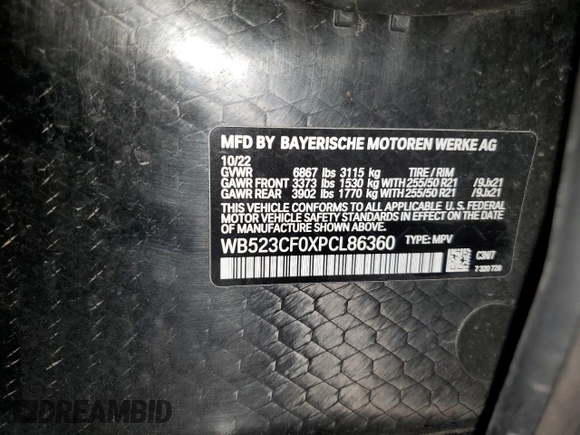 MFD BY BAYERISCHE MOTOREN WERKE AG
10/22
GVWR 6867 lbs 3115 kg TIRE / RIM
GAWR FRONT 3373 lbs 1530 kg WITH 255/50 R21 /9Jx21
GAWR REAR 3902 lbs 1770 kg WITH 255/50 R21 /9Jx21
THIS VEHICLE CONFORMS TO ALL APPLICABLE U. S. FEDERAL
MOTOR VEHICLE SAFETY STANDARDS IN EFFECT ON THE DATE
OF MANUFACTURE SHOWN ABOVE.
WB523CF0XPCL86360 TYPE: MPV
C3N7
DREAMBID